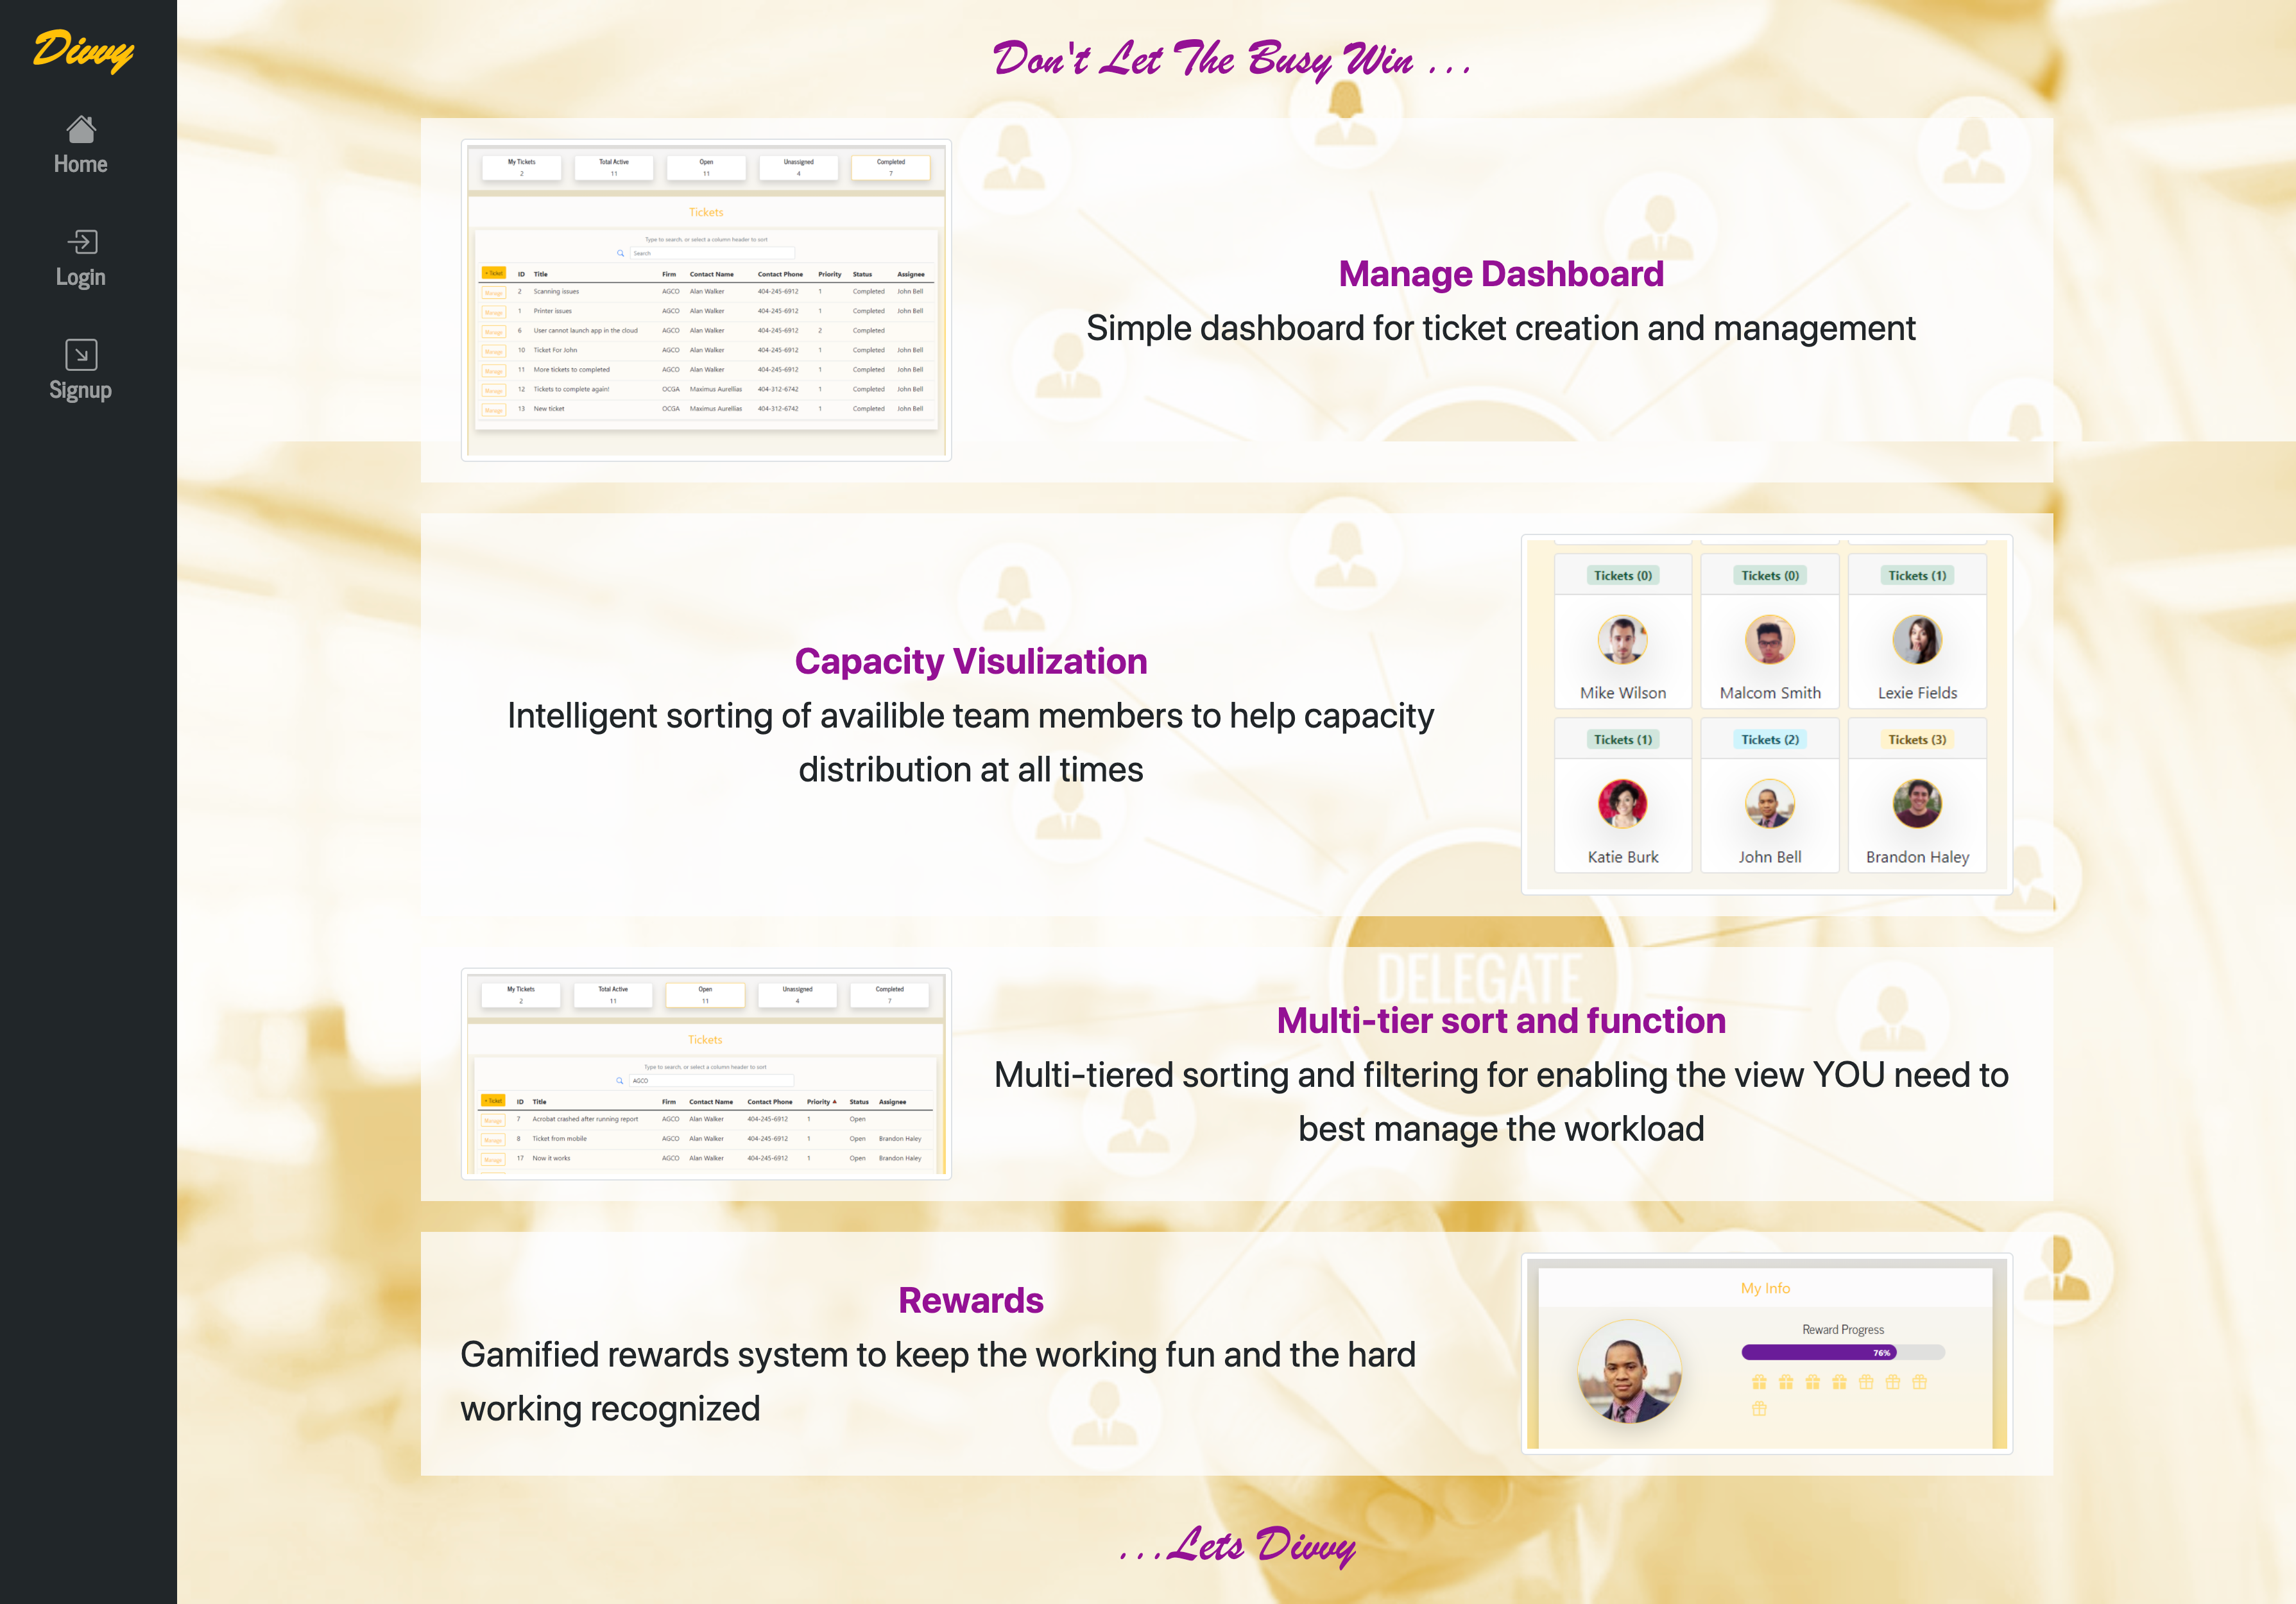 Divvy
Home
Login
Signup
Don't Let The Busy Win ...
My Tickets Total Active Open Unassigned Completed
2 11 11 4 7
Tickets
Type to search, or select a column header to sort
Search
+ Ticket ID Title Firm Contact Name Contact Phone Priority Status Assignee
Manage 2 Scanning issues AGCO Alan Walker 404-245-6912 1 Completed John Bell
Manage 1 Printer issues AGCO Alan Walker 404-245-6912 1 Completed John Bell
Manage 6 User cannot launch app in the cloud AGCO Alan Walker 404-245-6912 2 Completed
Manage 10 Ticket For John AGCO Alan Walker 404-245-6912 1 Completed John Bell
Manage 11 More tickets to completed AGCO Alan Walker 404-245-6912 1 Completed John Bell
Manage 12 Tickets to complete again! OCGA Maximus Aurellias 404-312-6742 1 Completed John Bell
Manage 13 New ticket OCGA Maximus Aurellias 404-312-6742 1 Completed John Bell
Manage Dashboard
Simple dashboard for ticket creation and management
Capacity Visulization
Intelligent sorting of availible team members to help capacity
distribution at all times
Tickets (0) Tickets (0) Tickets (1)
Mike Wilson Malcom Smith Lexie Fields
Tickets (1) Tickets (2) Tickets (3)
Katie Burk John Bell Brandon Haley
DELEGATE
My Tickets Total Active Open Unassigned Completed
2 11 11 4 7
Tickets
Type to search, or select a column header to sort
AGCO
+ Ticket ID Title Firm Contact Name Contact Phone Priority ▲ Status Assignee
Manage 7 Acrobat crashed after running report AGCO Alan Walker 404-245-6912 1 Open
Manage 8 Ticket from mobile AGCO Alan Walker 404-245-6912 1 Open Brandon Haley
Manage 17 Now it works AGCO Alan Walker 404-245-6912 1 Open Brandon Haley
Multi-tier sort and function
Multi-tiered sorting and filtering for enabling the view YOU need to
best manage the workload
Rewards
Gamified rewards system to keep the working fun and the hard
working recognized
My Info
Reward Progress
76%
...Lets Divvy